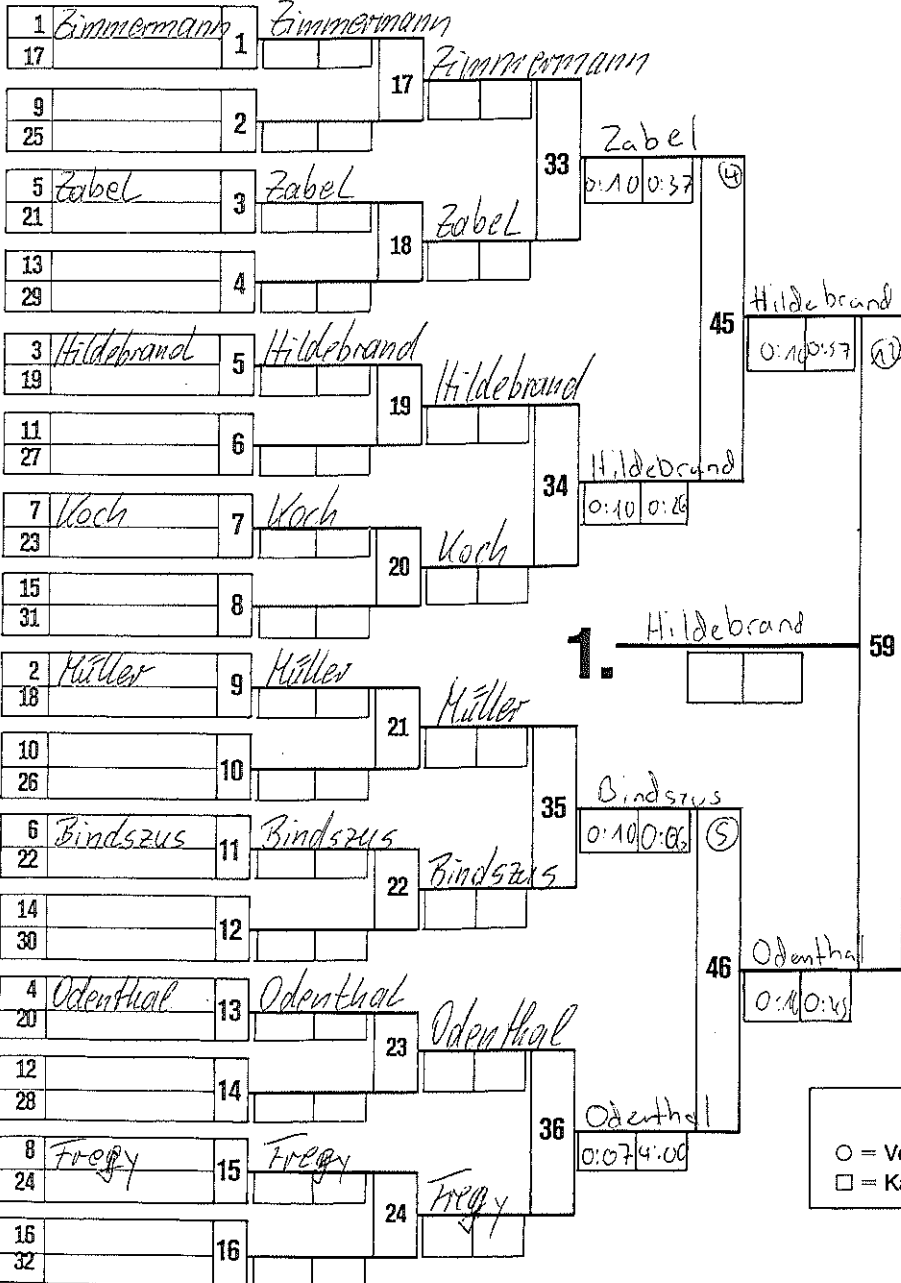 1 Zimmermann 1 Zimmermann
17
17 Zimmermann
9
25 2
33 Zabel
0:10 0:37 4
5 Zabel 3 Zabel
21
18 Zabel
13
29 4
45 Hildebrand
0:10 0:57
3 Hildebrand 5 Hildebrand
19
19 Hildebrand
11
27 6
34 Hildebrand
0:10 0:26
7 Koch 7 Koch
23
20 Koch
15
31 8
1. Hildebrand 59
2 Müller 9 Müller
18
21 Müller
10
26 10
35 Bindszus
0:10 5
6 Bindszus 11 Bindszus
22
22 Bindszus
14
30 12
46 Odenthal
4 Odenthal 13 Odenthal
20
23 Odenthal
12
28 14
36 Odenthal
0:07 4:00
8 Fregy 15 Fregy
24
24 Fregy
16
32 16
○ = Ve
□ = Ka